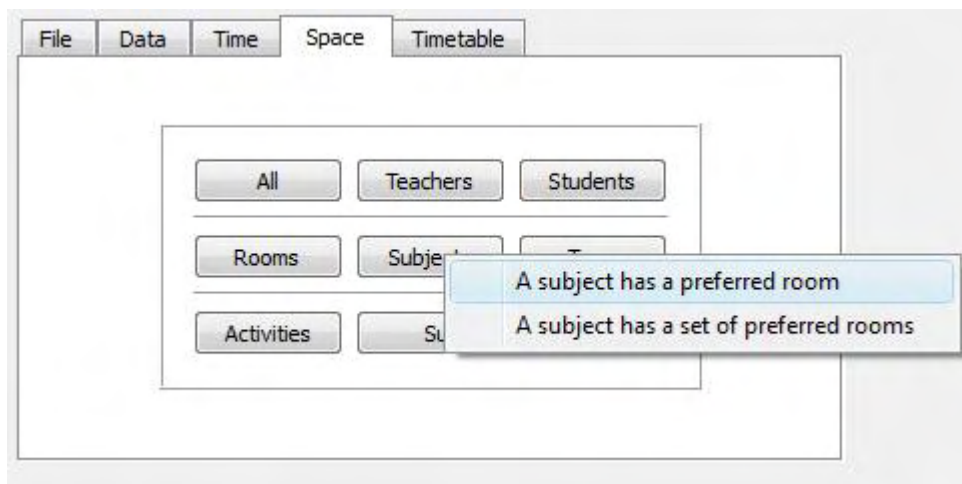 File Data Time Space Timetable
All Teachers Students
Rooms
A subject has a preferred room
A subject has a set of preferred rooms
Activities